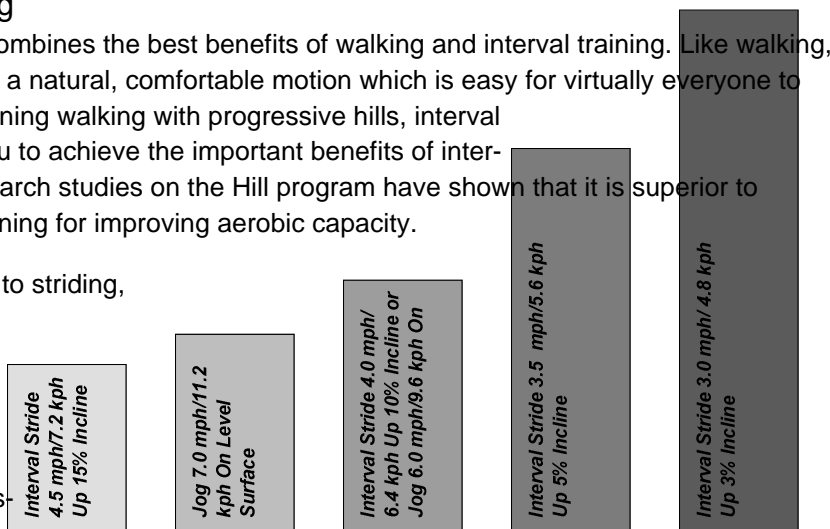 g
ombines the best benefits of walking and interval training. Like walking,
a natural, comfortable motion which is easy for virtually everyone to
ning walking with progressive hills, interval
u to achieve the important benefits of inter-
arch studies on the Hill program have shown that it is superior to
ning for improving aerobic capacity.
to striding,
s-
Interval Stride
4.5 mph/7.2 kph
Up 15% Incline
Jog 7.0 mph/11.2
kph On Level
Surface
Interval Stride 4.0 mph/
6.4 kph Up 10% Incline or
Jog 6.0 mph/9.6 kph On
Interval Stride 3.5 mph/5.6 kph
Up 5% Incline
Interval Stride 3.0 mph/ 4.8 kph
Up 3% Incline